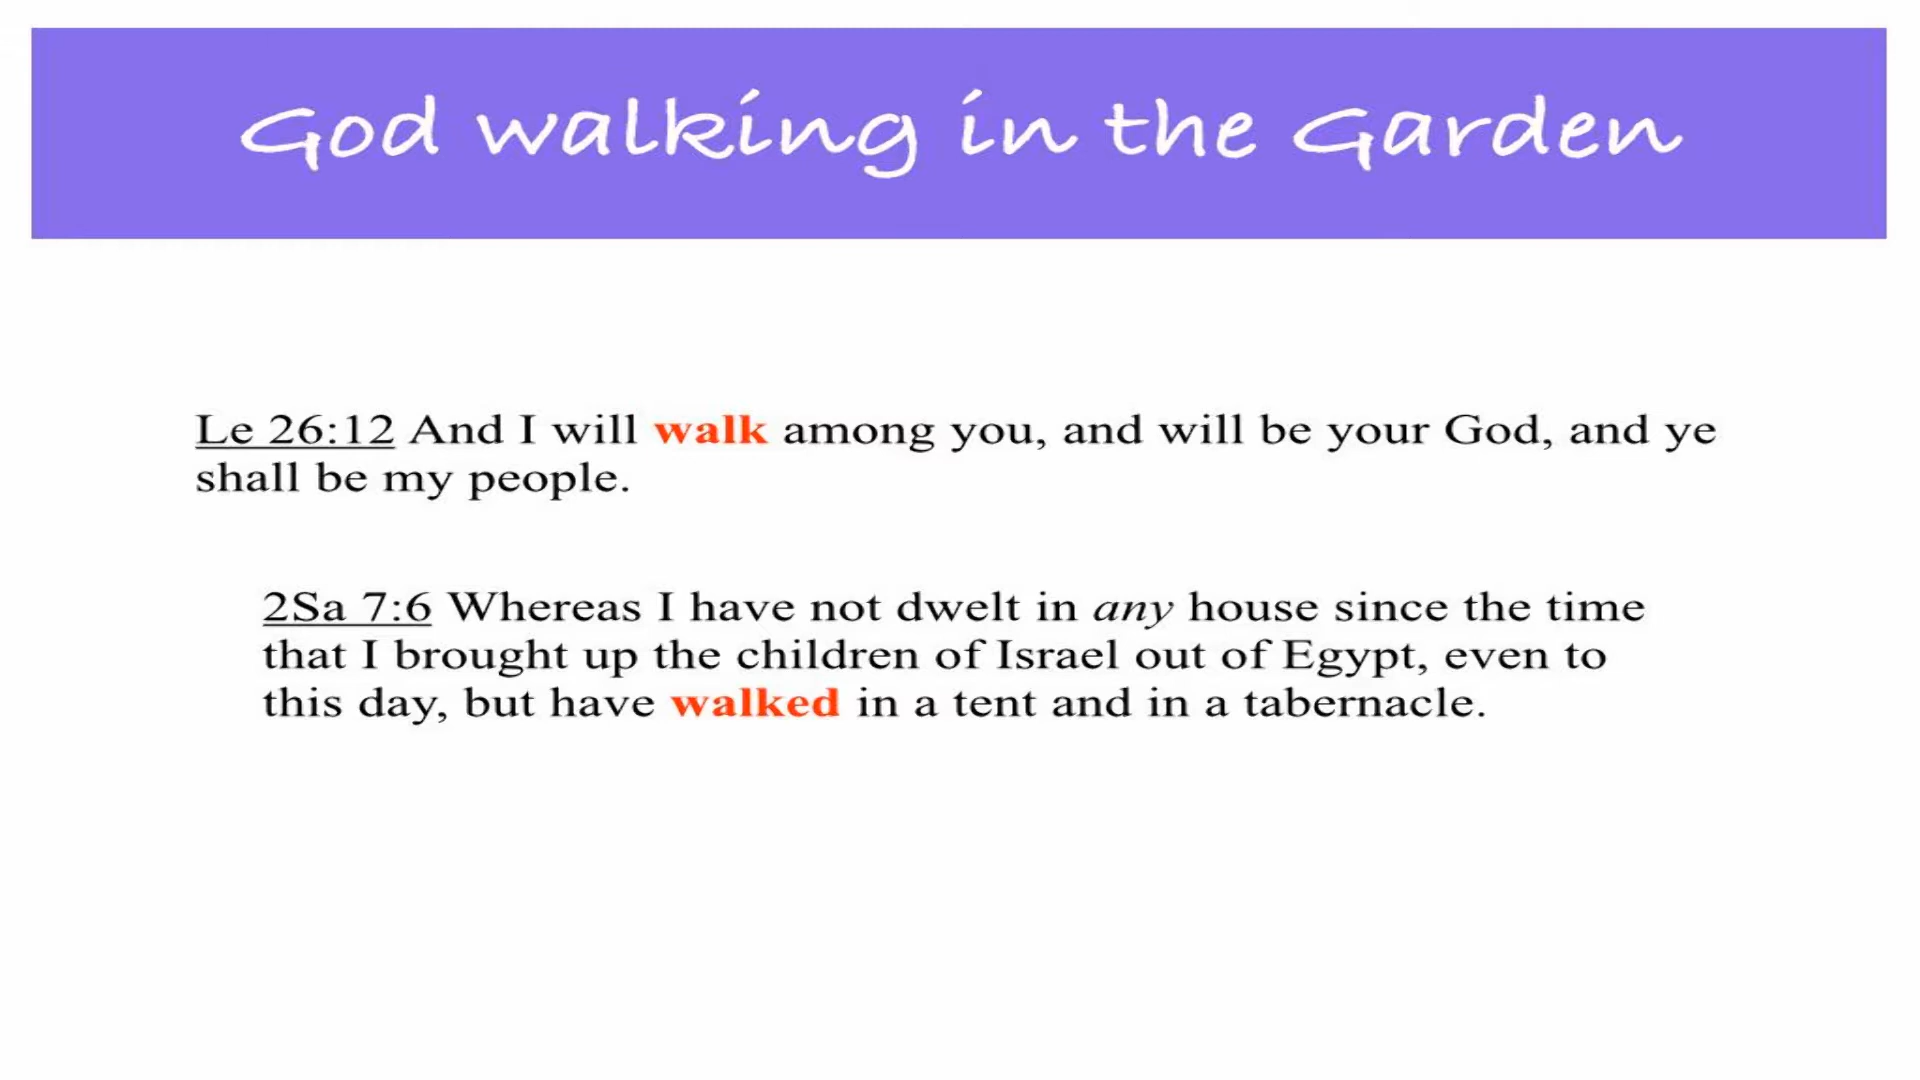 God walking in the Garden
Le 26:12 And I will walk among you, and will be your God, and ye
shall be my people.
2Sa 7:6 Whereas I have not dwelt in any house since the time
that I brought up the children of Israel out of Egypt, even to
this day, but have walked in a tent and in a tabernacle.